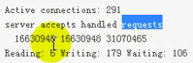 Active connections: 291
server accepts handled requests
16630948 16630948 31070465
Reading: 6 Writing: 179 Waiting: 106